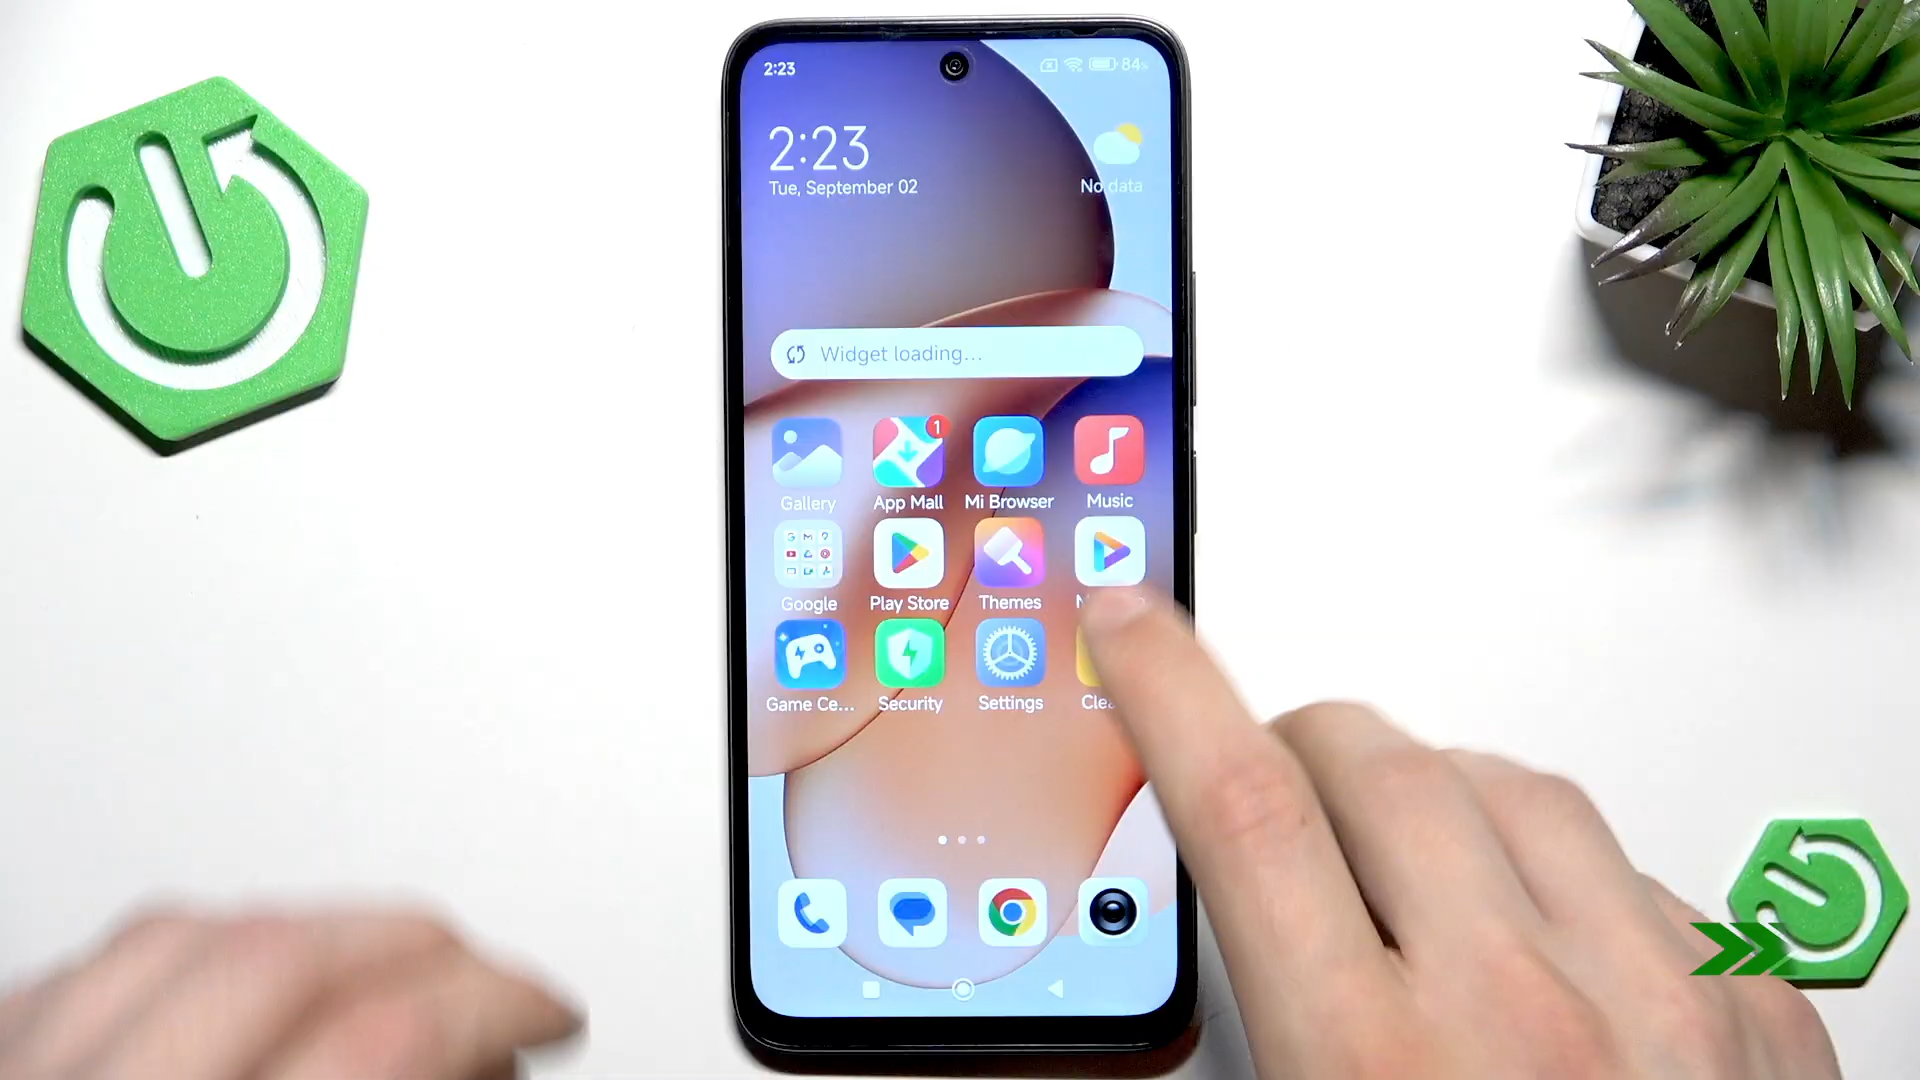 2:23
84%
2:23
Tue, September 02
No data
Widget loading...
1
Gallery
App Mall
Mi Browser
Music
Google
Play Store
Themes
Game Ce...
Security
Settings